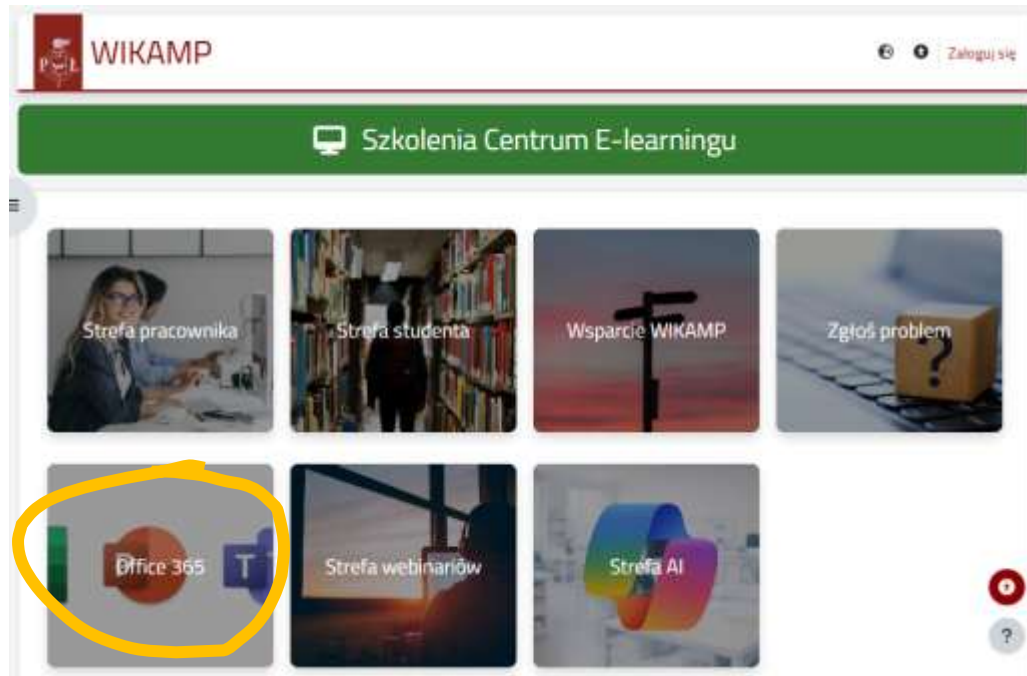 P Ł WIKAMP
Zaloguj się
Szkolenia Centrum E-learningu
Strefa pracownika
Strefa studenta
Wsparcie WIKAMP
Zgłoś problem
?
Office 365
Strefa webinariów
Strefa AI
P
T
?
?